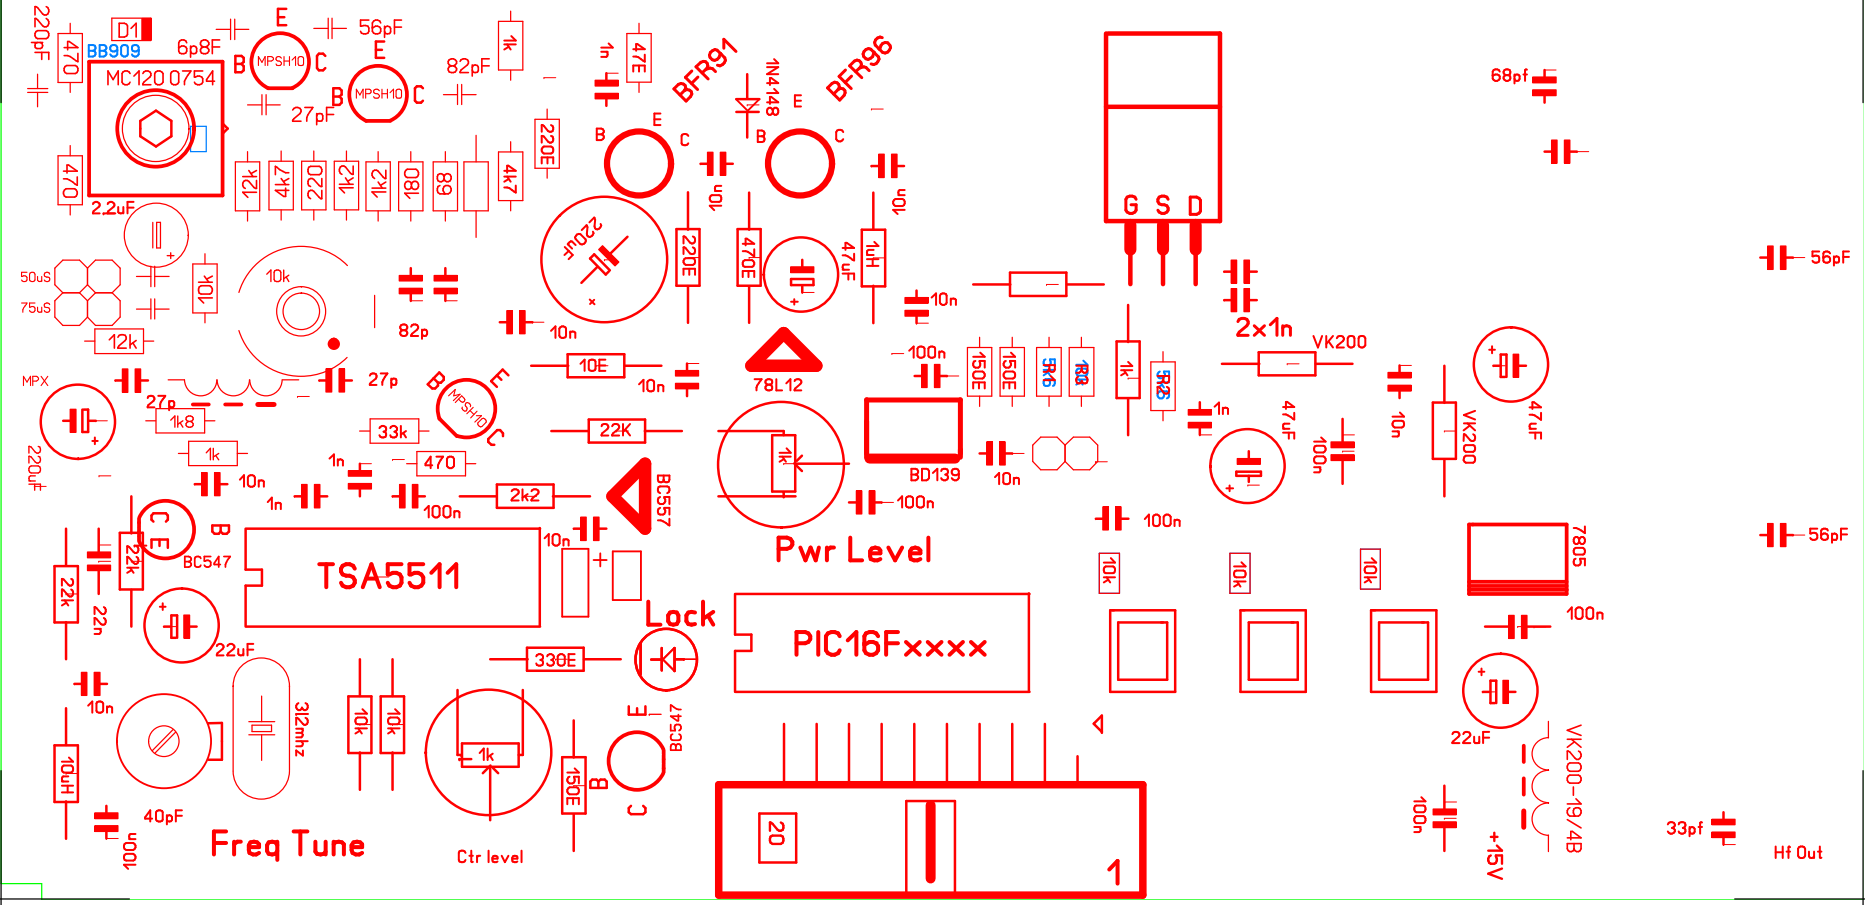 220pF
470
D1
BB909
6p8F
E
B
MPSH10
C
56pF
E
B
MPSH10
C
27pF
82pF
1k
1n
47E
BFR91
1N4148
BFR96
68pf
MC120 0754
220E
B
E
C
B
E
C
10n
10n
470
12k
4k7
220
1k2
1k2
180
68
4k7
2.2uF
+
G S D
50uS
75uS
10k
10k
12k
82p
220uF
+
220E
470E
47uF
+
1uH
10n
10n
2x1n
VK200
56pF
MPX
27p
27p
10E
10n
78L12
100n
150E
150E
1k
+
47uF
220uF
+
1k8
33k
B
E
MPSH10
C
22K
1k
BD139
10n
1n
47uF
+
100n
10n
VK200
1k
10n
1n
1n
470
100n
2k2
BC557
100n
100n
C
E
B
BC547
22k
22k
22n
10n
TSA5511
+
Pwr Level
10k
10k
10k
7805
56pF
100n
+
22uF
Lock
330E
PIC16Fxxxx
+
22uF
10n
10uH
40pF
312mhz
10k
10k
1k
150E
E
B
C
BC547
VK200-19/4B
100n
Freq Tune
Ctr level
20
1
100n
+15V
33pf
Hf Out